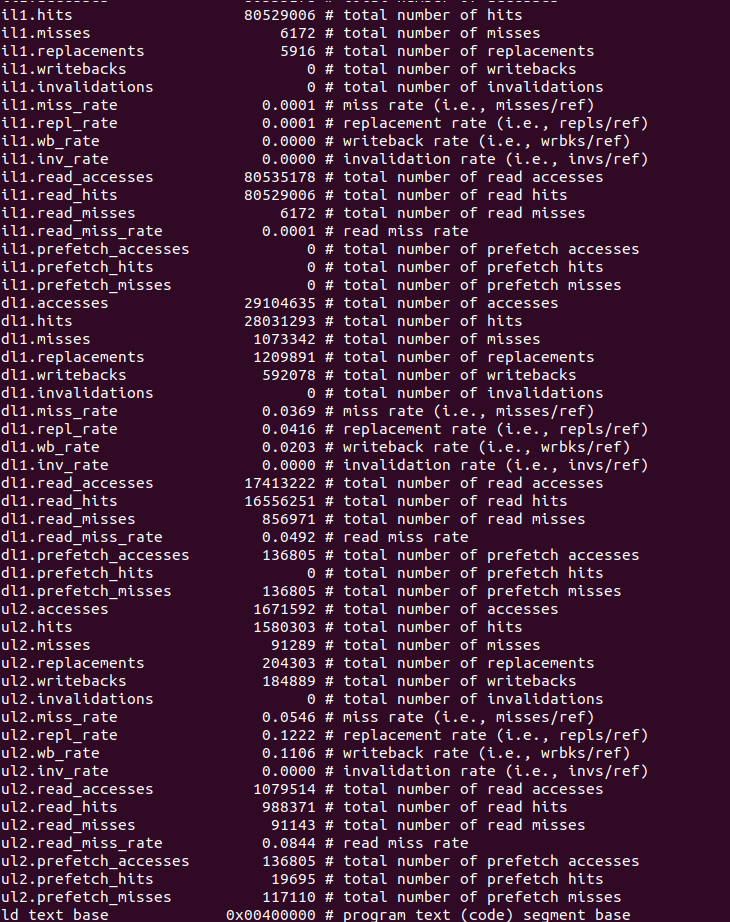 il1.hits 80529006 # total number of hits
il1.misses 6172 # total number of misses
il1.replacements 5916 # total number of replacements
il1.writebacks 0 # total number of writebacks
il1.invalidations 0 # total number of invalidations
il1.miss_rate 0.0001 # miss rate (i.e., misses/ref)
il1.repl_rate 0.0001 # replacement rate (i.e., repls/ref)
il1.wb_rate 0.0000 # writeback rate (i.e., wrbks/ref)
il1.inv_rate 0.0000 # invalidation rate (i.e., invs/ref)
il1.read_accesses 80535178 # total number of read accesses
il1.read_hits 80529006 # total number of read hits
il1.read_misses 6172 # total number of read misses
il1.read_miss_rate 0.0001 # read miss rate
il1.prefetch_accesses 0 # total number of prefetch accesses
il1.prefetch_hits 0 # total number of prefetch hits
il1.prefetch_misses 0 # total number of prefetch misses
dl1.accesses 29104635 # total number of accesses
dl1.hits 28031293 # total number of hits
dl1.misses 1073342 # total number of misses
dl1.replacements 1209891 # total number of replacements
dl1.writebacks 592078 # total number of writebacks
dl1.invalidations 0 # total number of invalidations
dl1.miss_rate 0.0369 # miss rate (i.e., misses/ref)
dl1.repl_rate 0.0416 # replacement rate (i.e., repls/ref)
dl1.wb_rate 0.0203 # writeback rate (i.e., wrbks/ref)
dl1.inv_rate 0.0000 # invalidation rate (i.e., invs/ref)
dl1.read_accesses 17413222 # total number of read accesses
dl1.read_hits 16556251 # total number of read hits
dl1.read_misses 856971 # total number of read misses
dl1.read_miss_rate 0.0492 # read miss rate
dl1.prefetch_accesses 136805 # total number of prefetch accesses
dl1.prefetch_hits 0 # total number of prefetch hits
dl1.prefetch_misses 136805 # total number of prefetch misses
ul2.accesses 1671592 # total number of accesses
ul2.hits 1580303 # total number of hits
ul2.misses 91289 # total number of misses
ul2.replacements 204303 # total number of replacements
ul2.writebacks 184889 # total number of writebacks
ul2.invalidations 0 # total number of invalidations
ul2.miss_rate 0.0546 # miss rate (i.e., misses/ref)
ul2.repl_rate 0.1222 # replacement rate (i.e., repls/ref)
ul2.wb_rate 0.1106 # writeback rate (i.e., wrbks/ref)
ul2.inv_rate 0.0000 # invalidation rate (i.e., invs/ref)
ul2.read_accesses 1079514 # total number of read accesses
ul2.read_hits 988371 # total number of read hits
ul2.read_misses 91143 # total number of read misses
ul2.read_miss_rate 0.0844 # read miss rate
ul2.prefetch_accesses 136805 # total number of prefetch accesses
ul2.prefetch_hits 19695 # total number of prefetch hits
ul2.prefetch_misses 117110 # total number of prefetch misses
ld_text_base 0x00400000 # program text (code) segment base